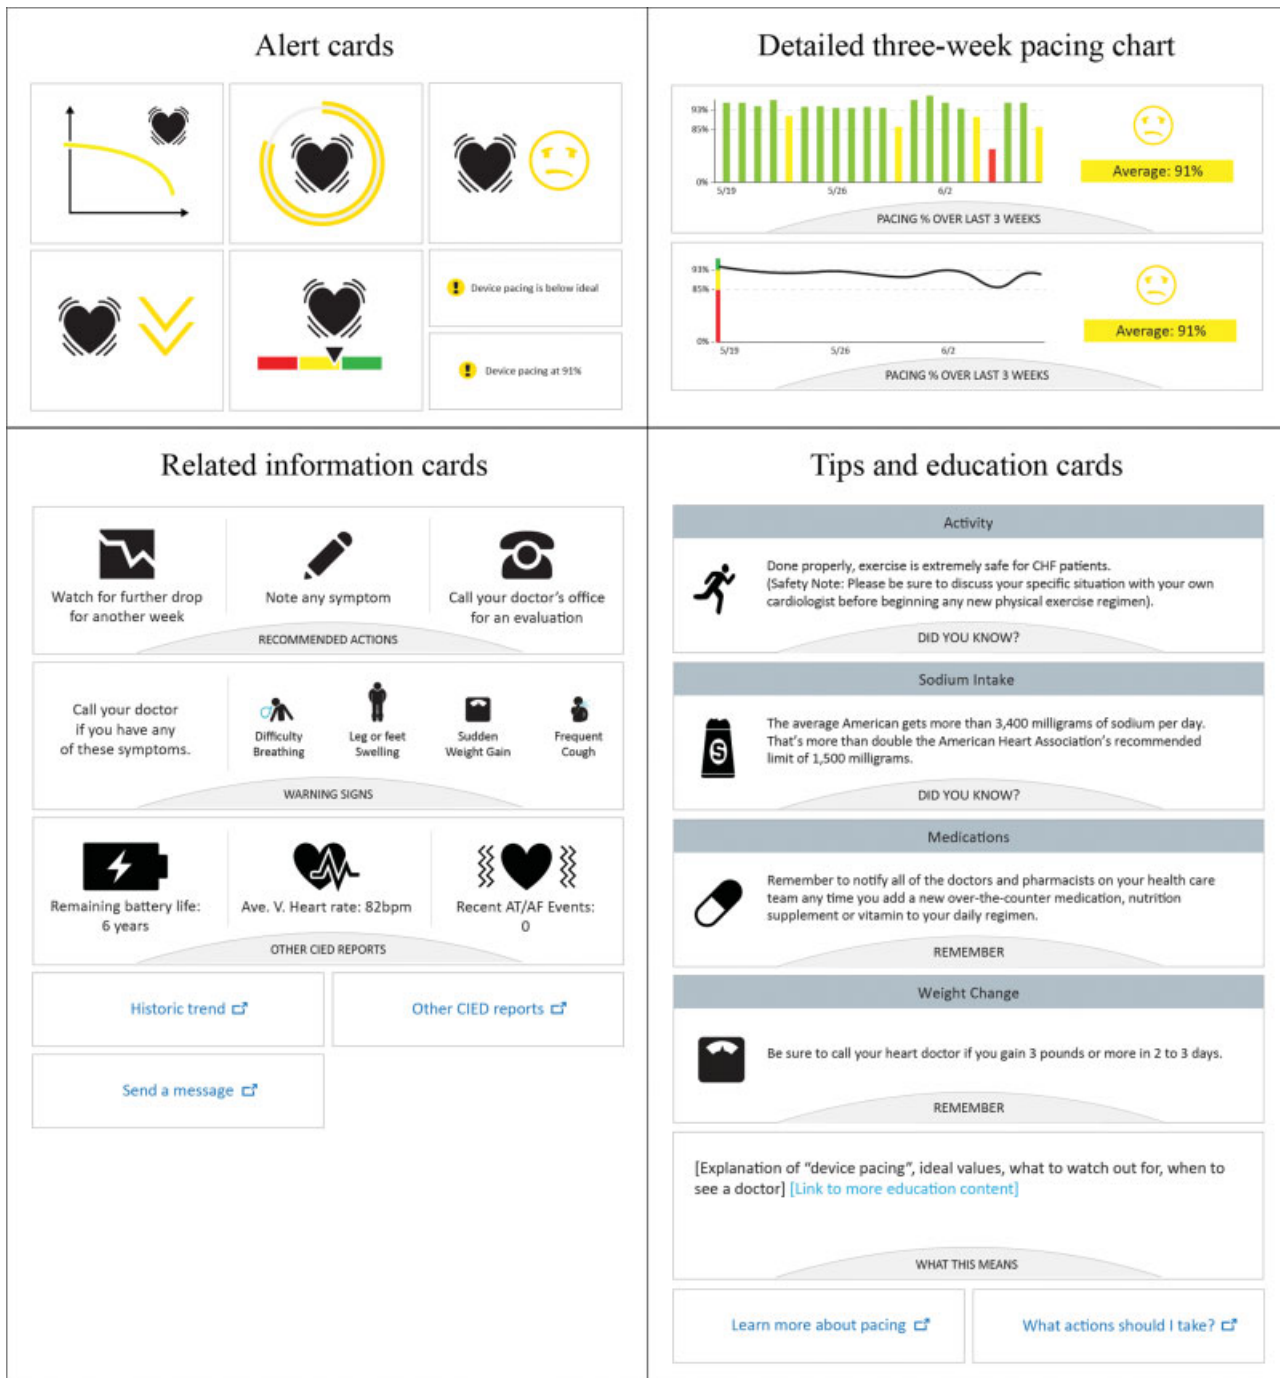 Alert cards
Device pacing is below ideal
Device pacing at 91%
Detailed three-week pacing chart
93%
85%
0%
5/19
5/26
6/2
Average: 91%
PACING % OVER LAST 3 WEEKS
93%
85%
0%
5/19
5/26
6/2
Average: 91%
PACING % OVER LAST 3 WEEKS
Related information cards
Watch for further drop
for another week
Note any symptom
Call your doctor's office
for an evaluation
RECOMMENDED ACTIONS
Call your doctor
if you have any
of these symptoms.
Difficulty
Breathing
Leg or feet
Swelling
Sudden
Weight Gain
Frequent
Cough
WARNING SIGNS
Remaining battery life:
6 years
Ave. V. Heart rate: 82bpm
Recent AT/AF Events:
0
OTHER CIED REPORTS
Historic trend
Other CIED reports
Send a message
Tips and education cards
Activity
Done properly, exercise is extremely safe for CHF patients.
(Safety Note: Please be sure to discuss your specific situation with your own
cardiologist before beginning any new physical exercise regimen).
DID YOU KNOW?
Sodium Intake
S
The average American gets more than 3,400 milligrams of sodium per day.
That's more than double the American Heart Association's recommended
limit of 1,500 milligrams.
DID YOU KNOW?
Medications
Remember to notify all of the doctors and pharmacists on your health care
team any time you add a new over-the-counter medication, nutrition
supplement or vitamin to your daily regimen.
REMEMBER
Weight Change
Be sure to call your heart doctor if you gain 3 pounds or more in 2 to 3 days.
REMEMBER
[Explanation of "device pacing", ideal values, what to watch out for, when to
see a doctor] [Link to more education content]
WHAT THIS MEANS
Learn more about pacing
What actions should I take?